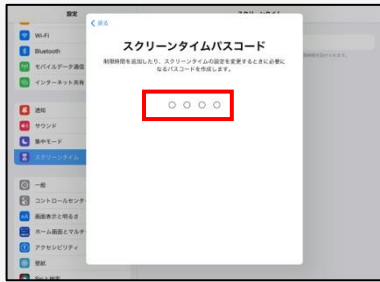 設定
スクリーンタイム
戻る
スクリーンタイムパスコード
制限時間を追加したり、スクリーンタイムの設定を変更するときに必要に
なるパスコードを作成します。
Wi-Fi
Bluetooth
モバイルデータ通信
インターネット共有
通知
サウンド
集中モード
スクリーンタイム
一般
コントロールセンター
画面表示と明るさ
ホーム画面とマルチ
アクセシビリティ
壁紙